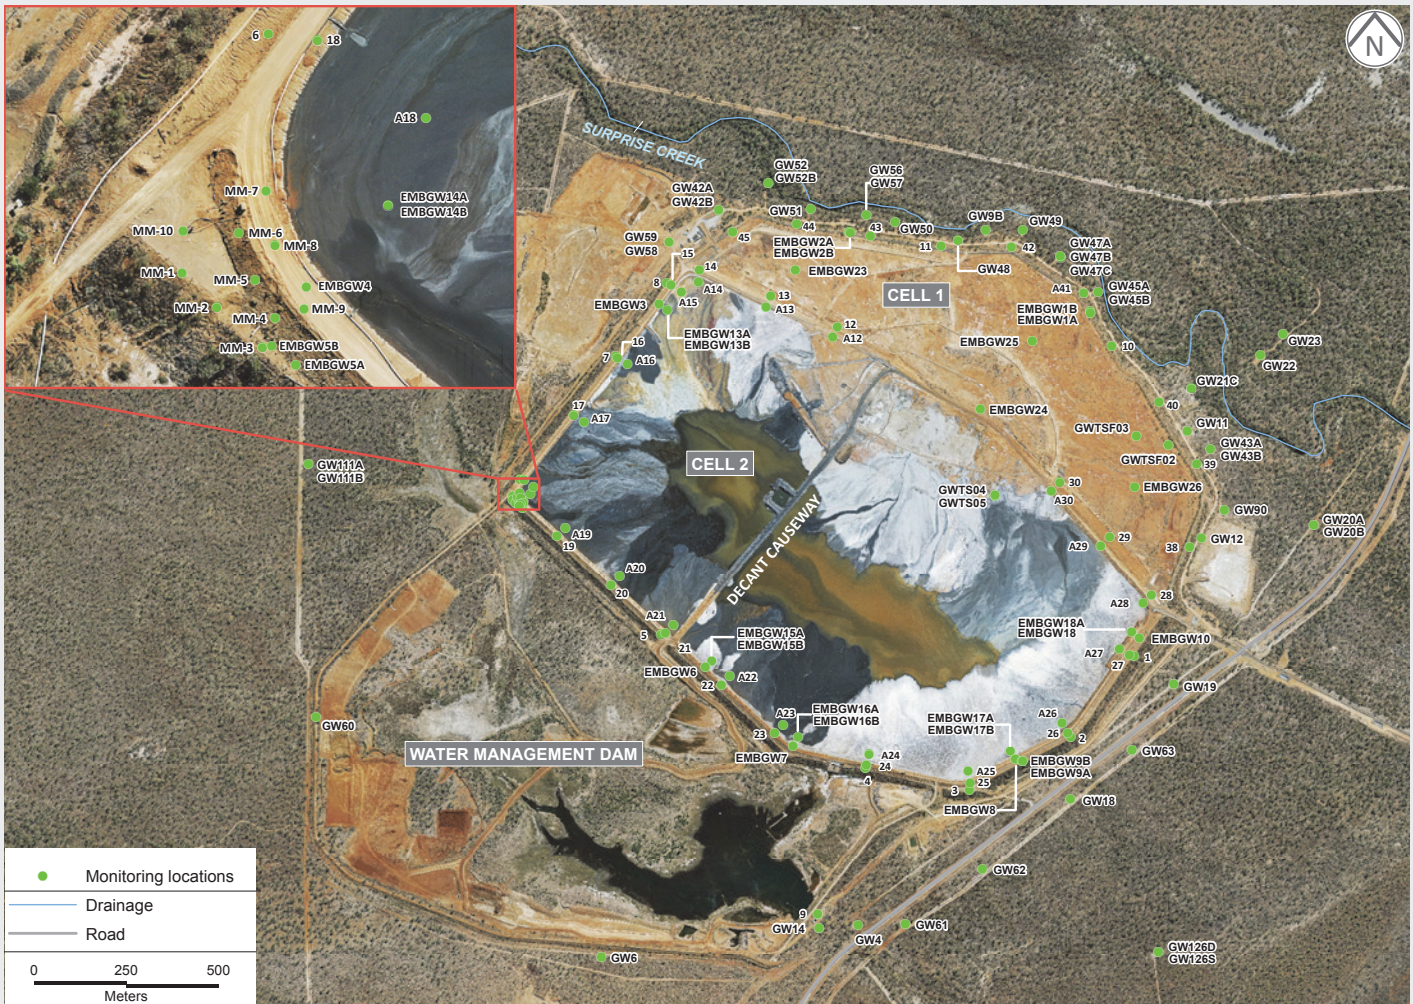 N
6
18
A18
MM-7
EMBGW14A
EMBGW14B
MM-10
MM-6
MM-8
MM-1
MM-5
EMBGW4
MM-2
MM-9
MM-4
MM-3
EMBGW5B
EMBGW5A
SURPRISE CREEK
GW52
GW52B
GW56
GW57
GW42A
GW42B
GW51
44
43
GW50
GW9B
GW49
45
EMBGW2A
EMBGW2B
11
42
GW48
GW59
GW58
15
14
GW47A
GW47B
GW47C
8
A14
EMBGW23
CELL 1
A41
GW45A
GW45B
A15
13
A13
EMBGW3
EMBGW1B
EMBGW1A
EMBGW13A
EMBGW13B
12
A12
EMBGW25
10
GW23
GW22
16
7
A16
GW21C
17
A17
EMBGW24
40
GWTSF03
GW11
GWTSF02
GW43A
GW43B
39
CELL 2
GW111A
GW111B
30
A30
GWTS04
GWTS05
EMBGW26
GW90
GW20A
GW20B
DECANT CAUSEWAY
A19
19
29
A29
38
GW12
A20
20
28
A28
A21
5
21
EMBGW15A
EMBGW15B
EMBGW18A
EMBGW18
EMBGW10
A27
27
1
EMBGW6
22
A22
GW19
GW60
A23
23
EMBGW16A
EMBGW16B
EMBGW17A
EMBGW17B
A26
26
2
WATER MANAGEMENT DAM
EMBGW7
A24
24
4
GW63
EMBGW9B
EMBGW9A
A25
25
3
EMBGW8
GW18
GW62
9
GW14
GW4
GW61
GW6
GW126D
GW126S
Monitoring locations
Drainage
Road
0 250 500
Meters